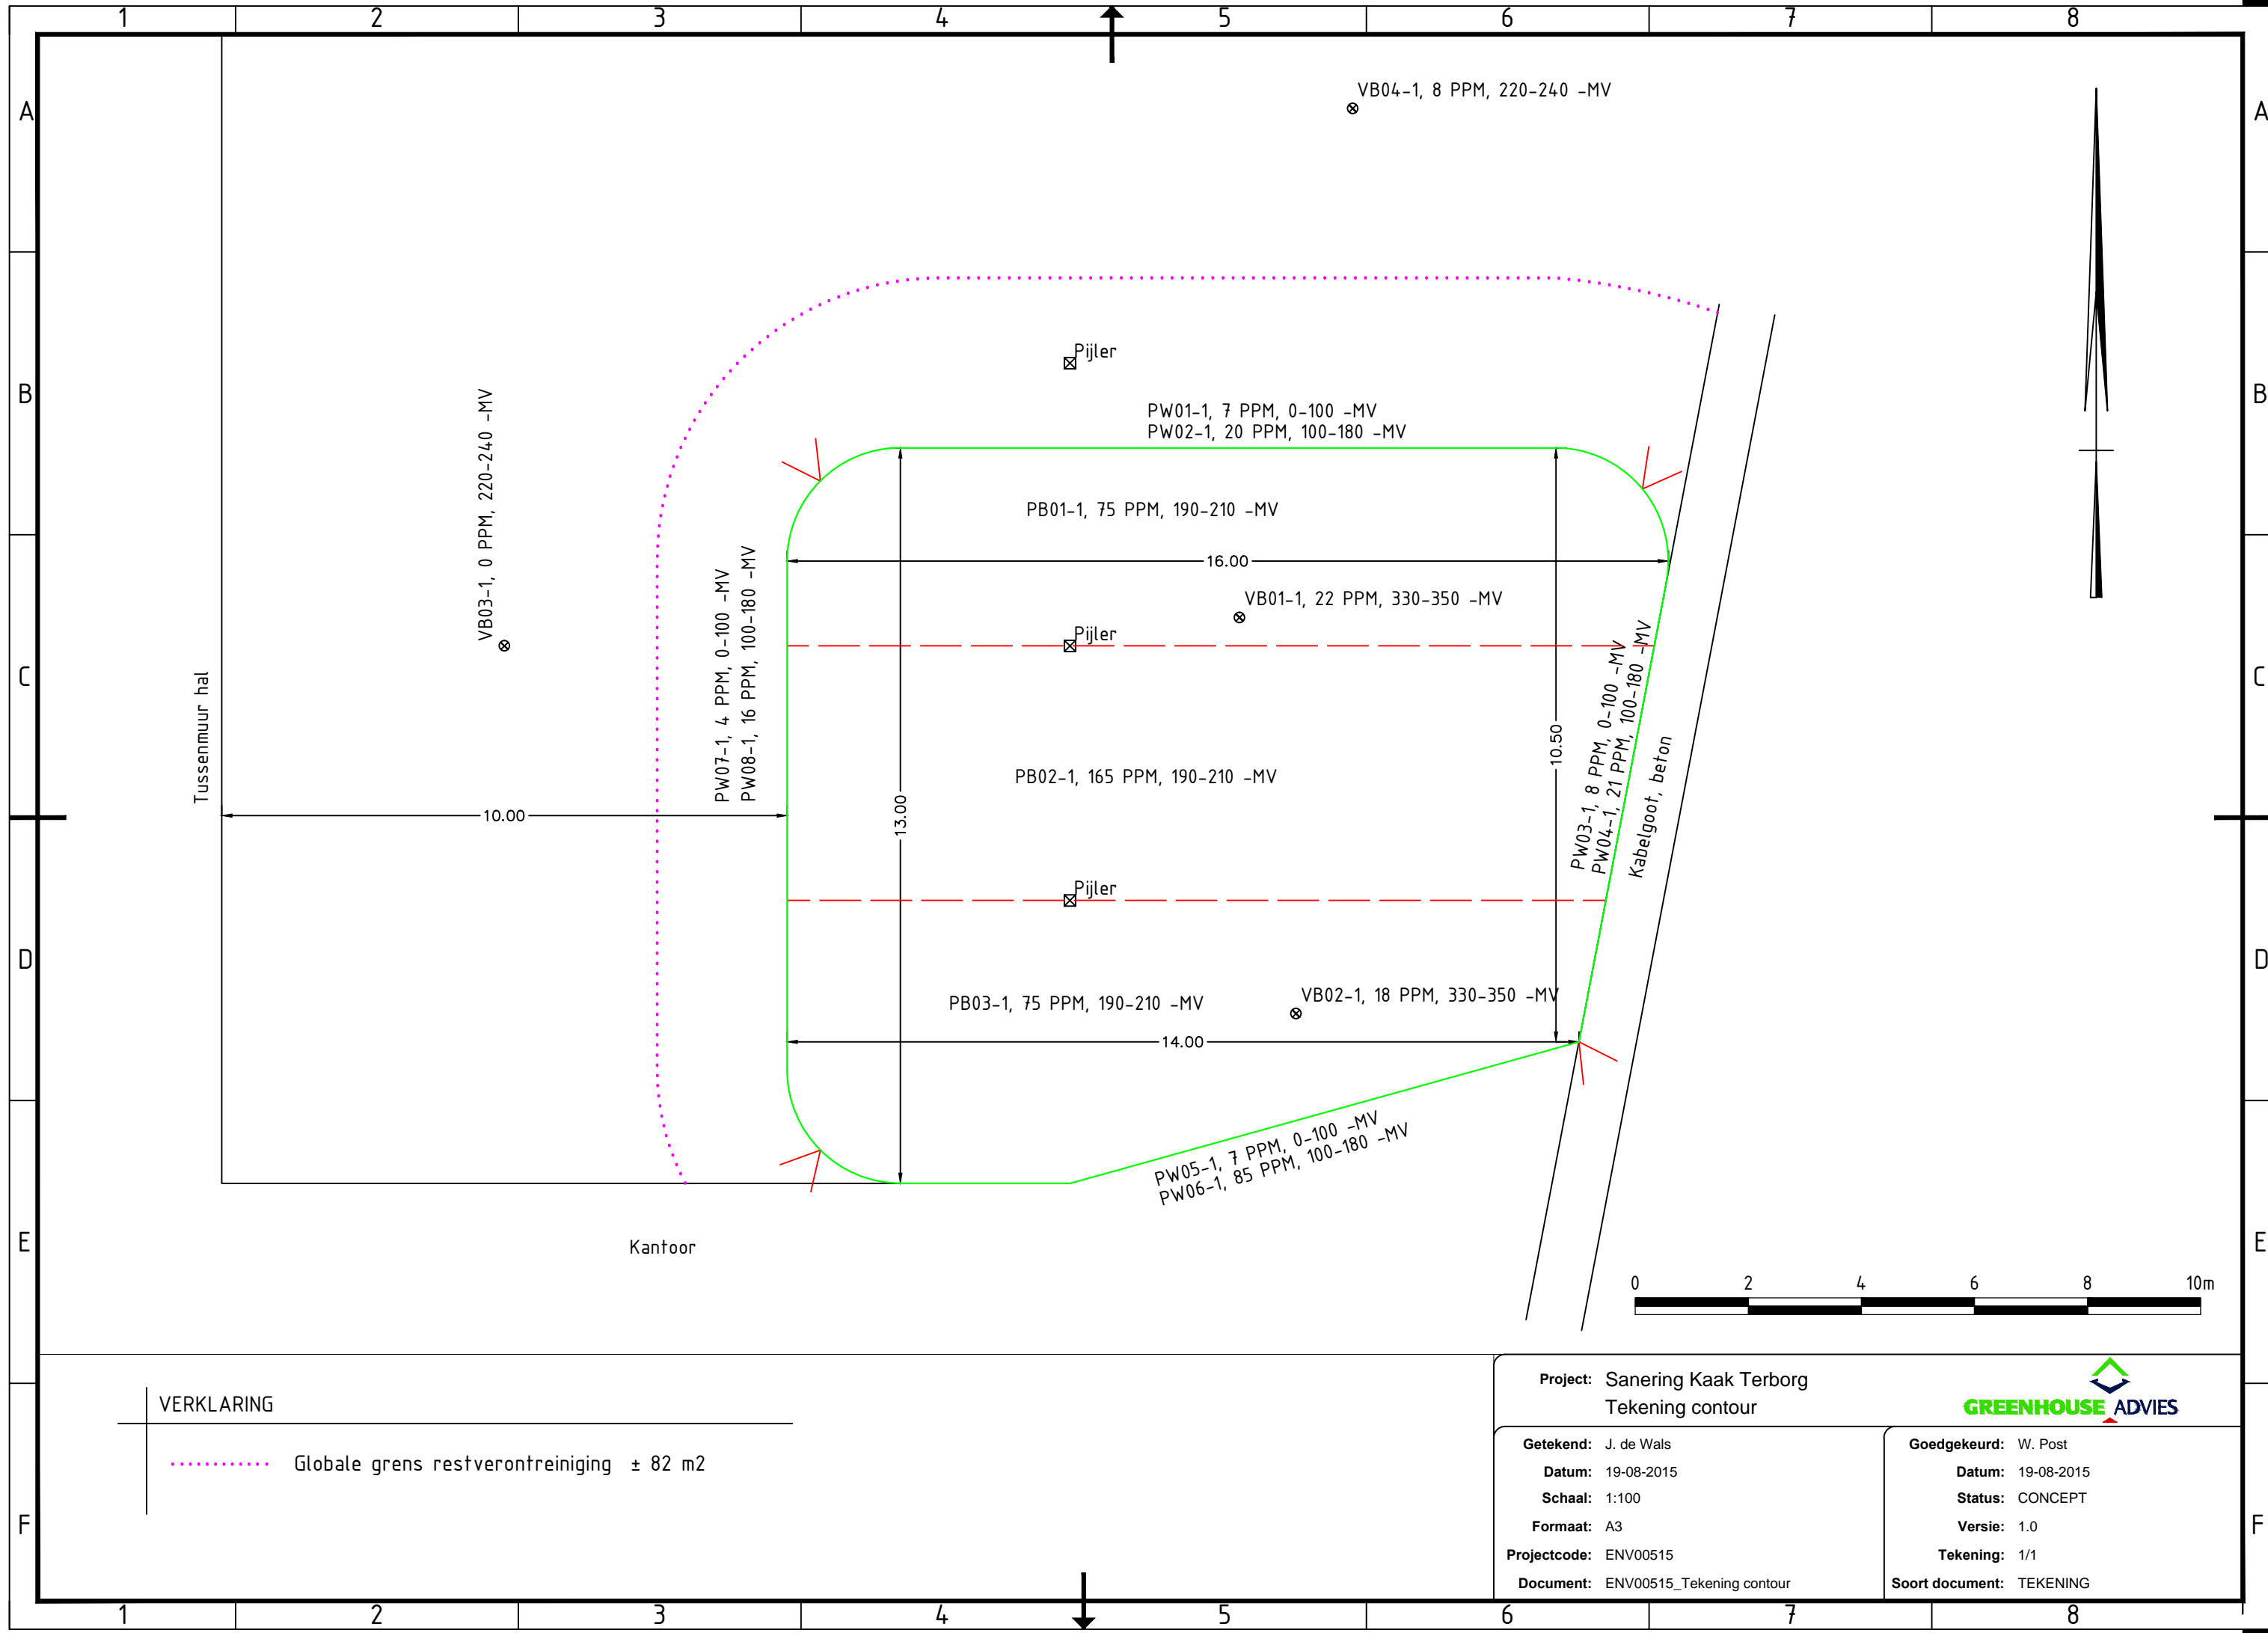 1 2 3 4 5 6 7 8
A A
VB04-1, 8 PPM, 220-240 -MV
B B
Pijler
PW01-1, 7 PPM, 0-100 -MV
PW02-1, 20 PPM, 100-180 -MV
VB03-1, 0 PPM, 220-240 -MV
PB01-1, 75 PPM, 190-210 -MV
16.00
VB01-1, 22 PPM, 330-350 -MV
Pijler
C C
Tussenmuur hal
PW07-1, 4 PPM, 0-100 -MV
PW08-1, 16 PPM, 100-180 -MV
PW03-1, 8 PPM, 0-100 -MV
PW04-1, 21 PPM, 100-180 -MV
Kabelgoot, beton
10.50
PB02-1, 165 PPM, 190-210 -MV
10.00
13.00
Pijler
D D
PB03-1, 75 PPM, 190-210 -MV
VB02-1, 18 PPM, 330-350 -MV
14.00
PW05-1, 7 PPM, 0-100 -MV
PW06-1, 85 PPM, 100-180 -MV
E E
Kantoor
0 2 4 6 8 10m
VERKLARING
Globale grens restverontreiniging ± 82 m2
F F
Project: Sanering Kaak Terborg
Tekening contour
GREENHOUSE ADVIES
Getekend: J. de Wals
Datum: 19-08-2015
Schaal: 1:100
Formaat: A3
Projectcode: ENV00515
Document: ENV00515_Tekening contour
Goedgekeurd: W. Post
Datum: 19-08-2015
Status: CONCEPT
Versie: 1.0
Tekening: 1/1
Soort document: TEKENING
1 2 3 4 5 6 7 8